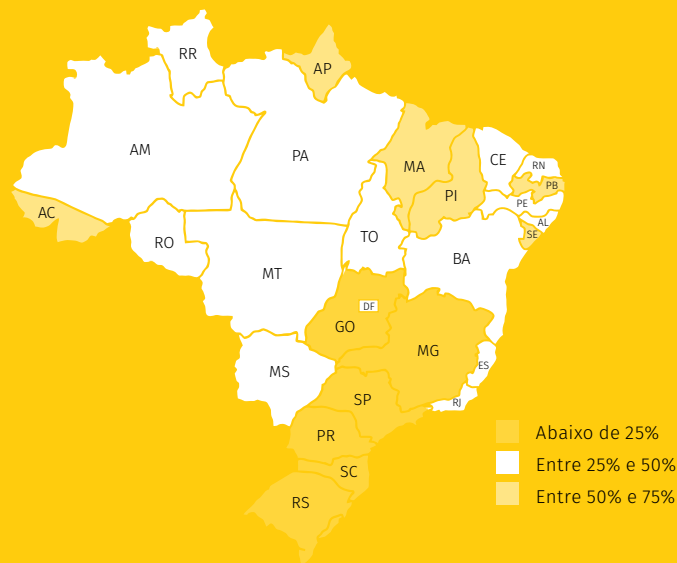 RR
AP
AM
PA
MA
CE
RN
PB
PI
PE
AL
SE
AC
RO
TO
BA
MT
DF
GO
MG
ES
MS
SP
RJ
PR
SC
RS
Abaixo de 25%
Entre 25% e 50%
Entre 50% e 75%